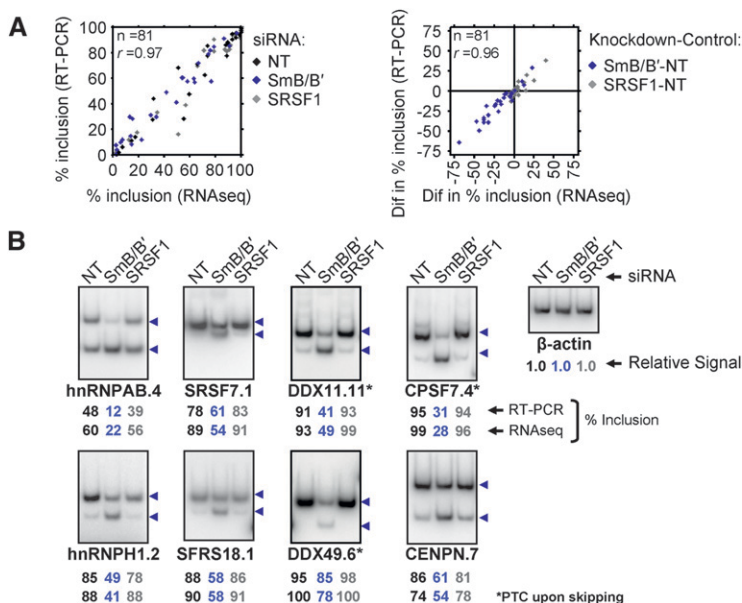 A
n =81
r =0.97
% inclusion (RT-PCR)
100
80
60
40
20
0
0 20 40 60 80 100
% inclusion (RNAseq)
siRNA:
NT
SmB/B′
SRSF1
n =81
r =0.96
Dif in % inclusion (RT-PCR)
75
50
25
0
-25
-50
-75
-75 -50 -25 0 25 50 75
Dif in % inclusion (RNAseq)
Knockdown-Control:
SmB/B′-NT
SRSF1-NT
B
NT SmB/B′ SRSF1
NT SmB/B′ SRSF1
NT SmB/B′ SRSF1
NT SmB/B′ SRSF1
NT SmB/B′ SRSF1
siRNA
β-actin
1.0 1.0 1.0
Relative Signal
hnRNPAB.4
48 12 39
60 22 56
SRSF7.1
78 61 83
89 54 91
DDX11.11*
91 41 93
93 49 99
CPSF7.4*
95 31 94
99 28 96
RT-PCR
RNAseq
% Inclusion
hnRNPH1.2
85 49 78
88 41 88
SFRS18.1
88 58 86
90 58 91
DDX49.6*
95 85 98
100 78 100
CENPN.7
86 61 81
74 54 78
*PTC upon skipping